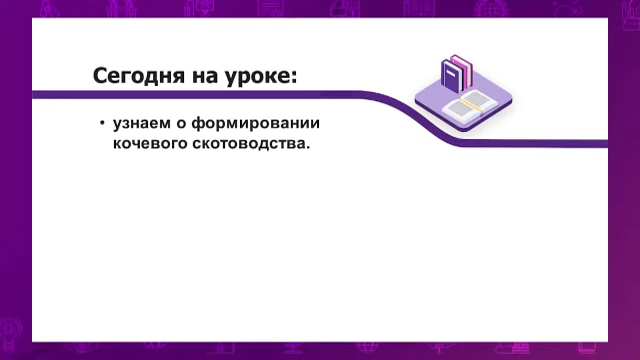 Сегодня на уроке:
• узнаем о формировании
кочевого скотоводства.